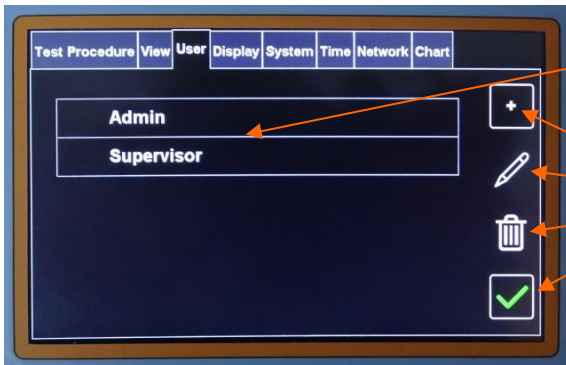 Test Procedure View User Display System Time Network Chart
Admin
Supervisor